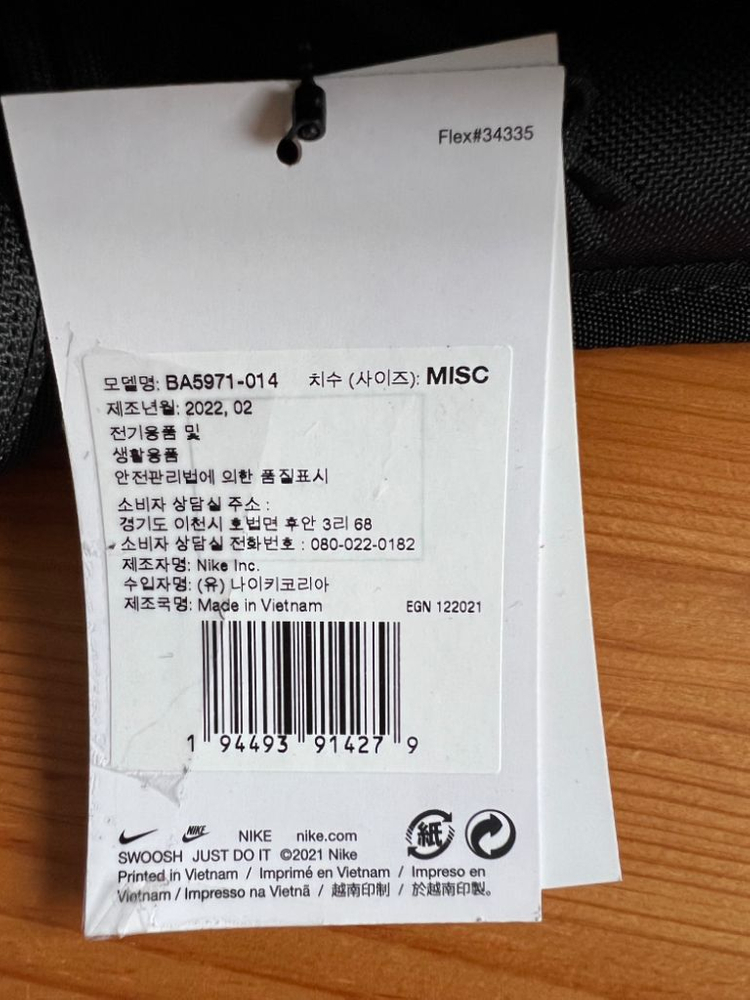 Flex#34335
모델명: BA5971-014 치수 (사이즈): MISC
제조년월: 2022, 02
전기용품 및
생활용품
안전관리법에 의한 품질표시
소비자 상담실 주소 :
경기도 이천시 호법면 후안 3리 68
소비자 상담실 전화번호 : 080-022-0182
제조자명: Nike Inc.
수입자명: (유) 나이키코리아
제조국명: Made in Vietnam EGN 122021
1 94493 91427 9
NIKE NIKE nike.com 紙
SWOOSH JUST DO IT ©2021 Nike
Printed in Vietnam / Imprimé en Vietnam / Impreso en
Vietnam / Impresso na Vietnã / 越南印制 / 於越南印製。